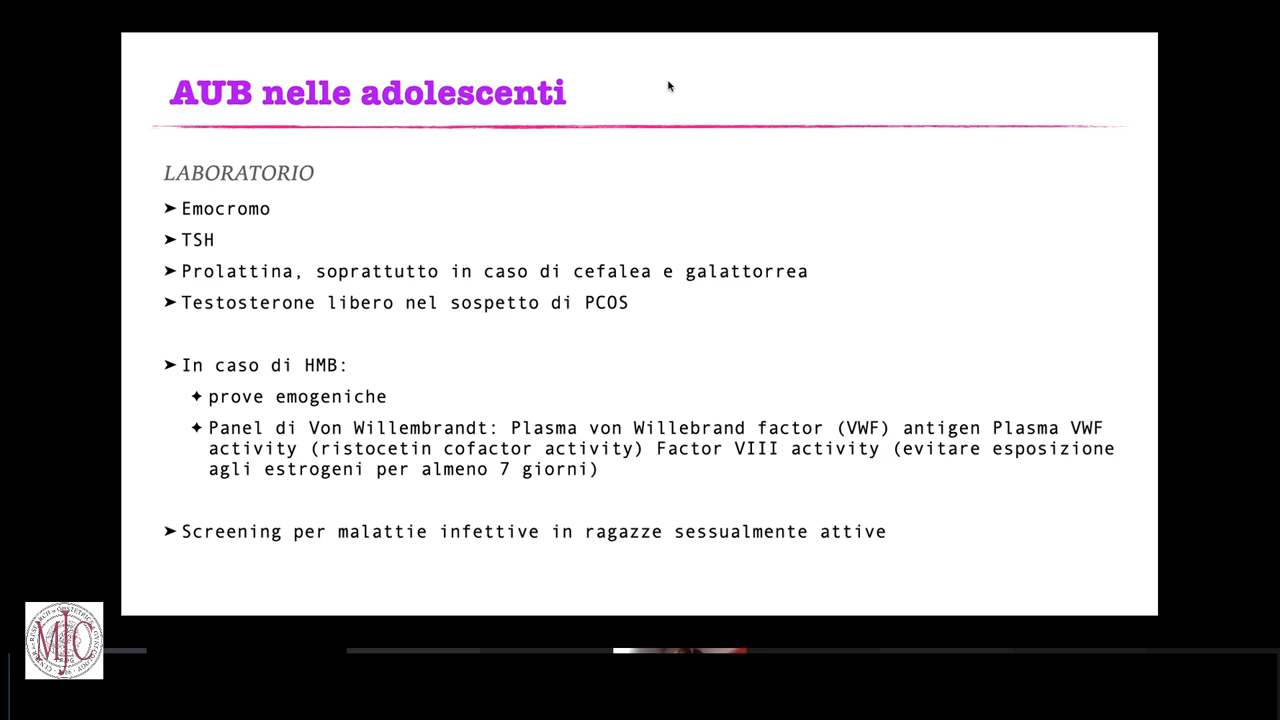 AUB nelle adolescenti
LABORATORIO
➤ Emocromo
➤ TSH
➤ Prolattina, soprattutto in caso di cefalea e galattorrea
➤ Testosterone libero nel sospetto di PCOS
➤ In caso di HMB:
✦ prove emogeniche
✦ Panel di Von Willembrandt: Plasma von Willebrand factor (VWF) antigen Plasma VWF
activity (ristocetin cofactor activity) Factor VIII activity (evitare esposizione
agli estrogeni per almeno 7 giorni)
➤ Screening per malattie infettive in ragazze sessualmente attive
MJC